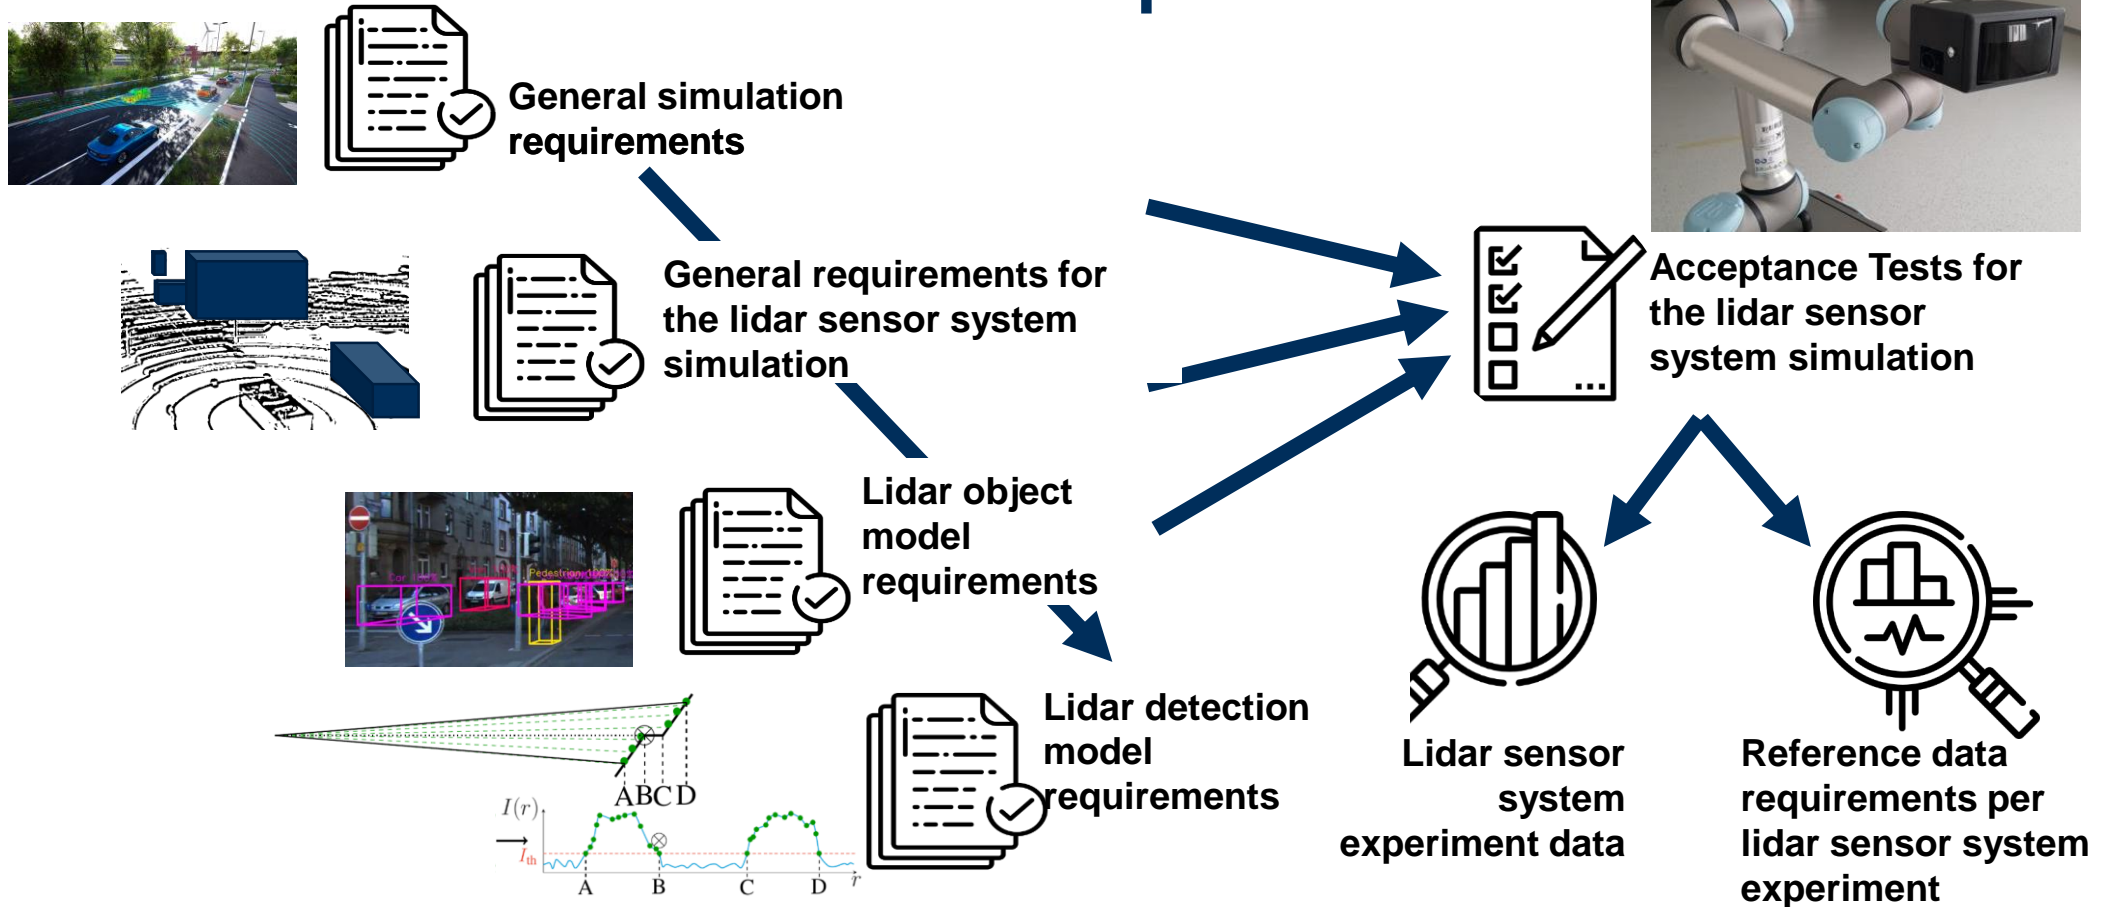 General simulation
requirements
General requirements for
the lidar sensor system
simulation
Acceptance Tests for
the lidar sensor
system simulation
Lidar object
model
requirements
Lidar detection
model
requirements
ABCD
I(r)
I_th
A
B
C
D
r
Lidar sensor
system
experiment data
Reference data
requirements per
lidar sensor system
experiment